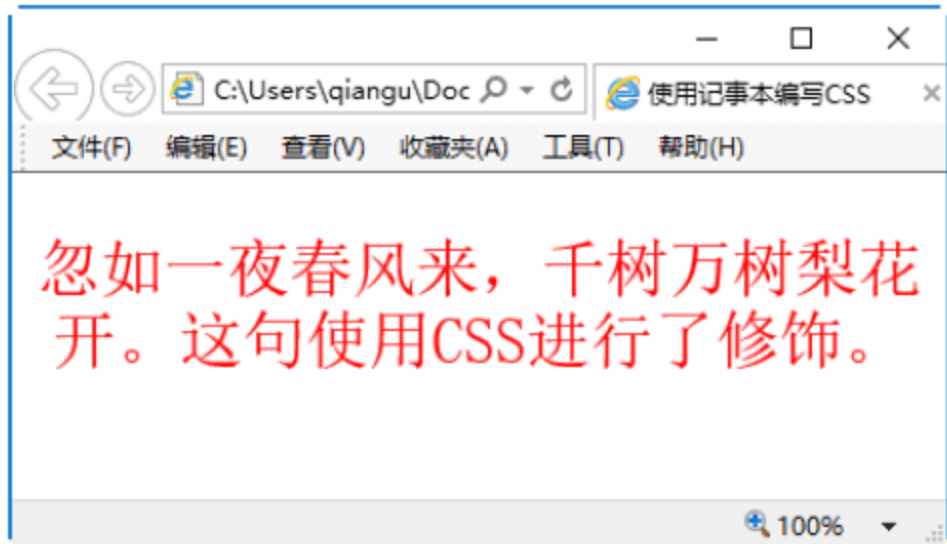 C:\Users\qiangu\Doc 使用记事本编写CSS
文件(F) 编辑(E) 查看(V) 收藏夹(A) 工具(T) 帮助(H)
忽如一夜春风来，千树万树梨花
开。这句使用CSS进行了修饰。
100%